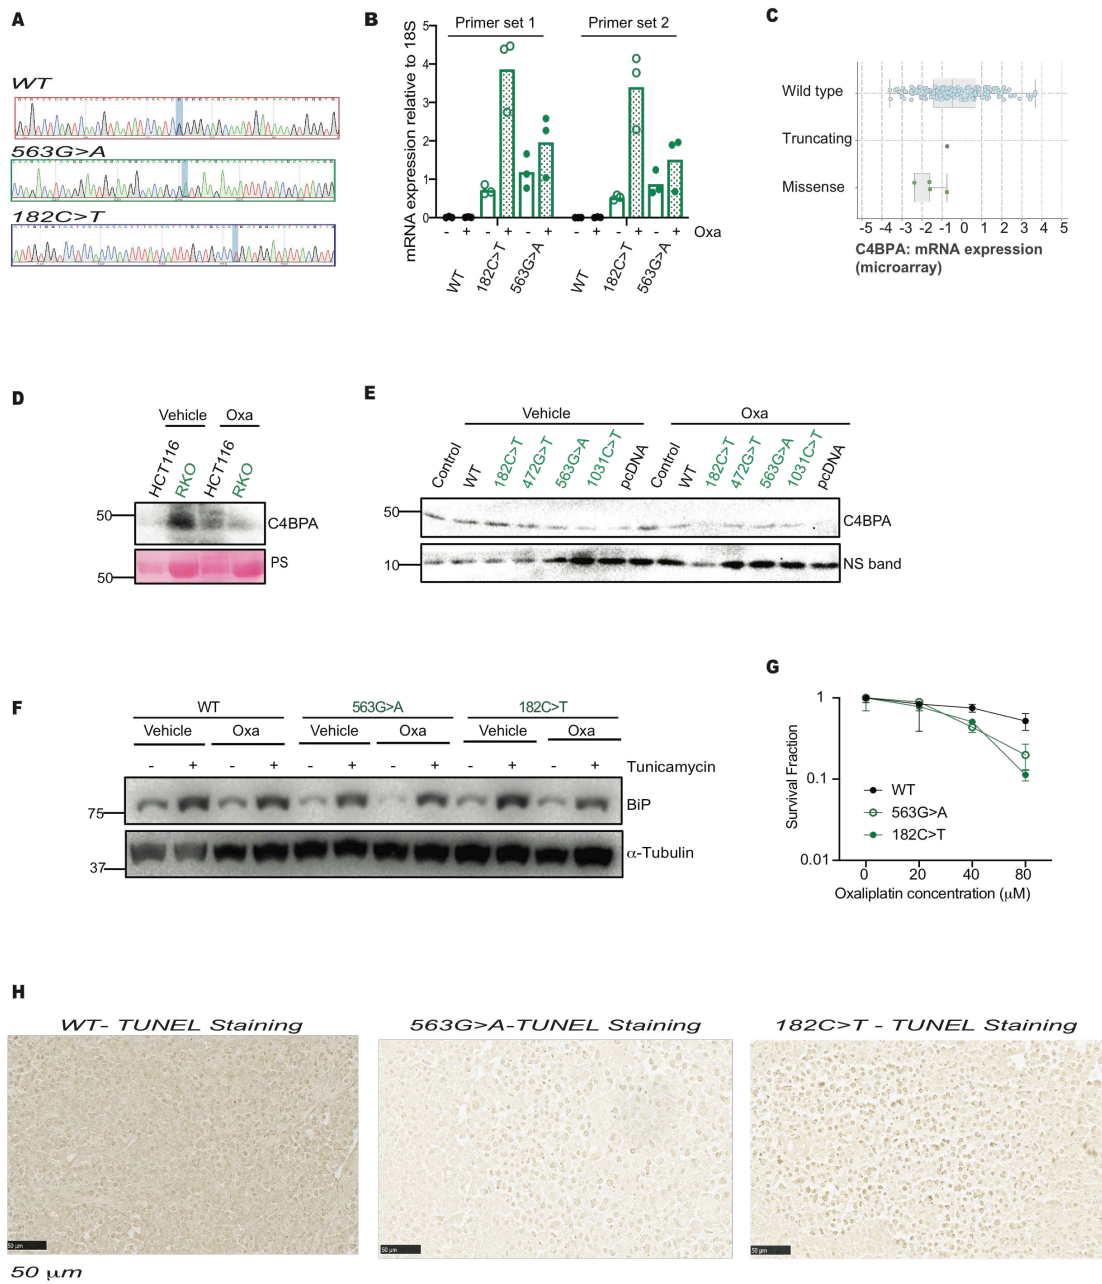 A
WT
563G>A
182C>T
B
Primer set 1
Primer set 2
mRNA expression relative to 18S
5
4
3
2
1
0
- + - + - + - + - + - + Oxa
WT
182C>T
563G>A
WT
182C>T
563G>A
C
Wild type
Truncating
Missense
-5 -4 -3 -2 -1 0 1 2 3 4 5
C4BPA: mRNA expression
(microarray)
D
Vehicle
Oxa
HCT116
RKO
HCT116
RKO
50
C4BPA
50
PS
E
Vehicle
Oxa
Control
WT
182C>T
472G>T
563G>A
1031C>T
pcDNA
Control
WT
182C>T
472G>T
563G>A
1031C>T
pcDNA
50
C4BPA
10
NS band
F
WT
563G>A
182C>T
Vehicle
Oxa
Vehicle
Oxa
Vehicle
Oxa
- + - + - + - + - + - + Tunicamycin
75
BiP
37
α-Tubulin
G
Survival Fraction
1
0.1
0.01
WT
563G>A
182C>T
0 20 40 80
Oxaliplatin concentration (μM)
H
WT- TUNEL Staining
563G>A-TUNEL Staining
182C>T - TUNEL Staining
50 μm
50 μm
50 μm
50 μm